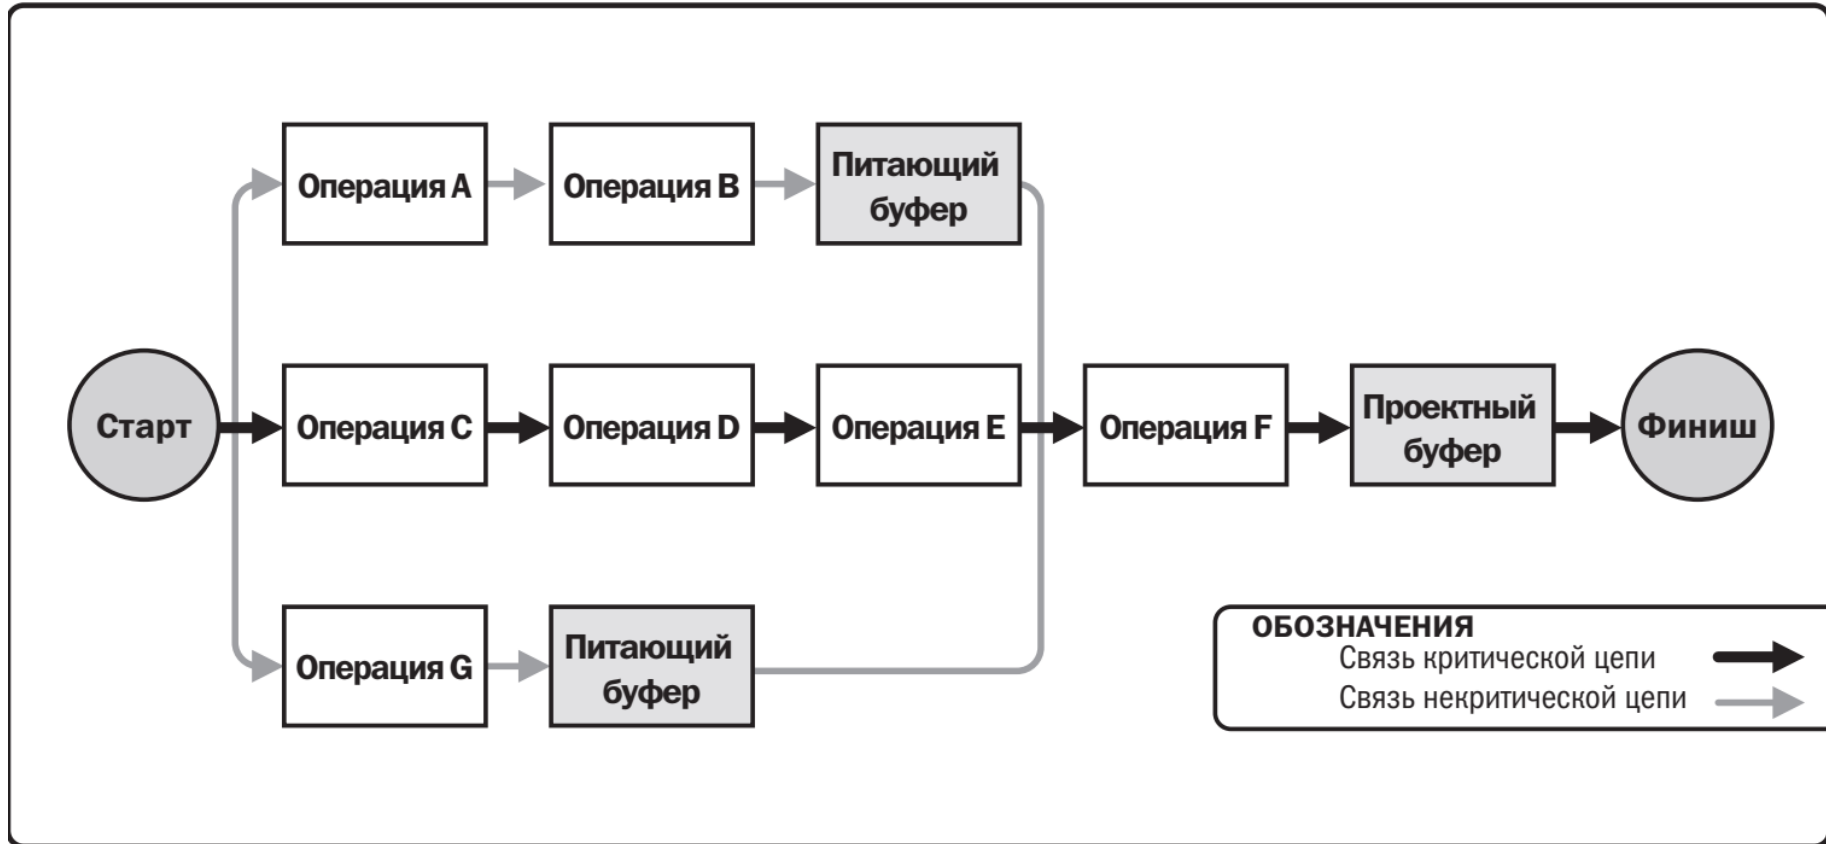 Операция A
Операция B
Питающий
буфер
Старт
Операция C
Операция D
Операция E
Операция F
Проектный
буфер
Финиш
Операция G
Питающий
буфер
ОБОЗНАЧЕНИЯ
Связь критической цепи
Связь некритической цепи